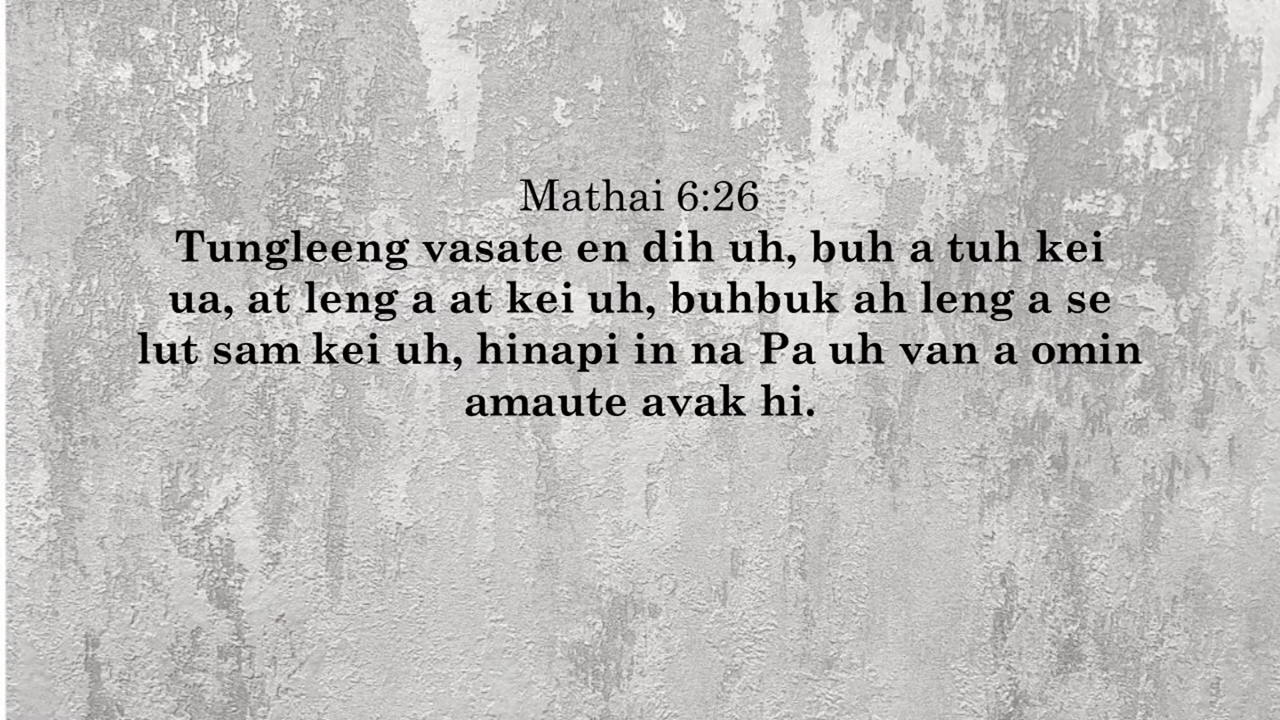 Mathai 6:26
Tungleeng vasate en dih uh, buh a tuh kei
ua, at leng a at kei uh, buhbuk ah leng a se
lut sam kei uh, hinapi in na Pa uh van a omin
amaute avak hi.